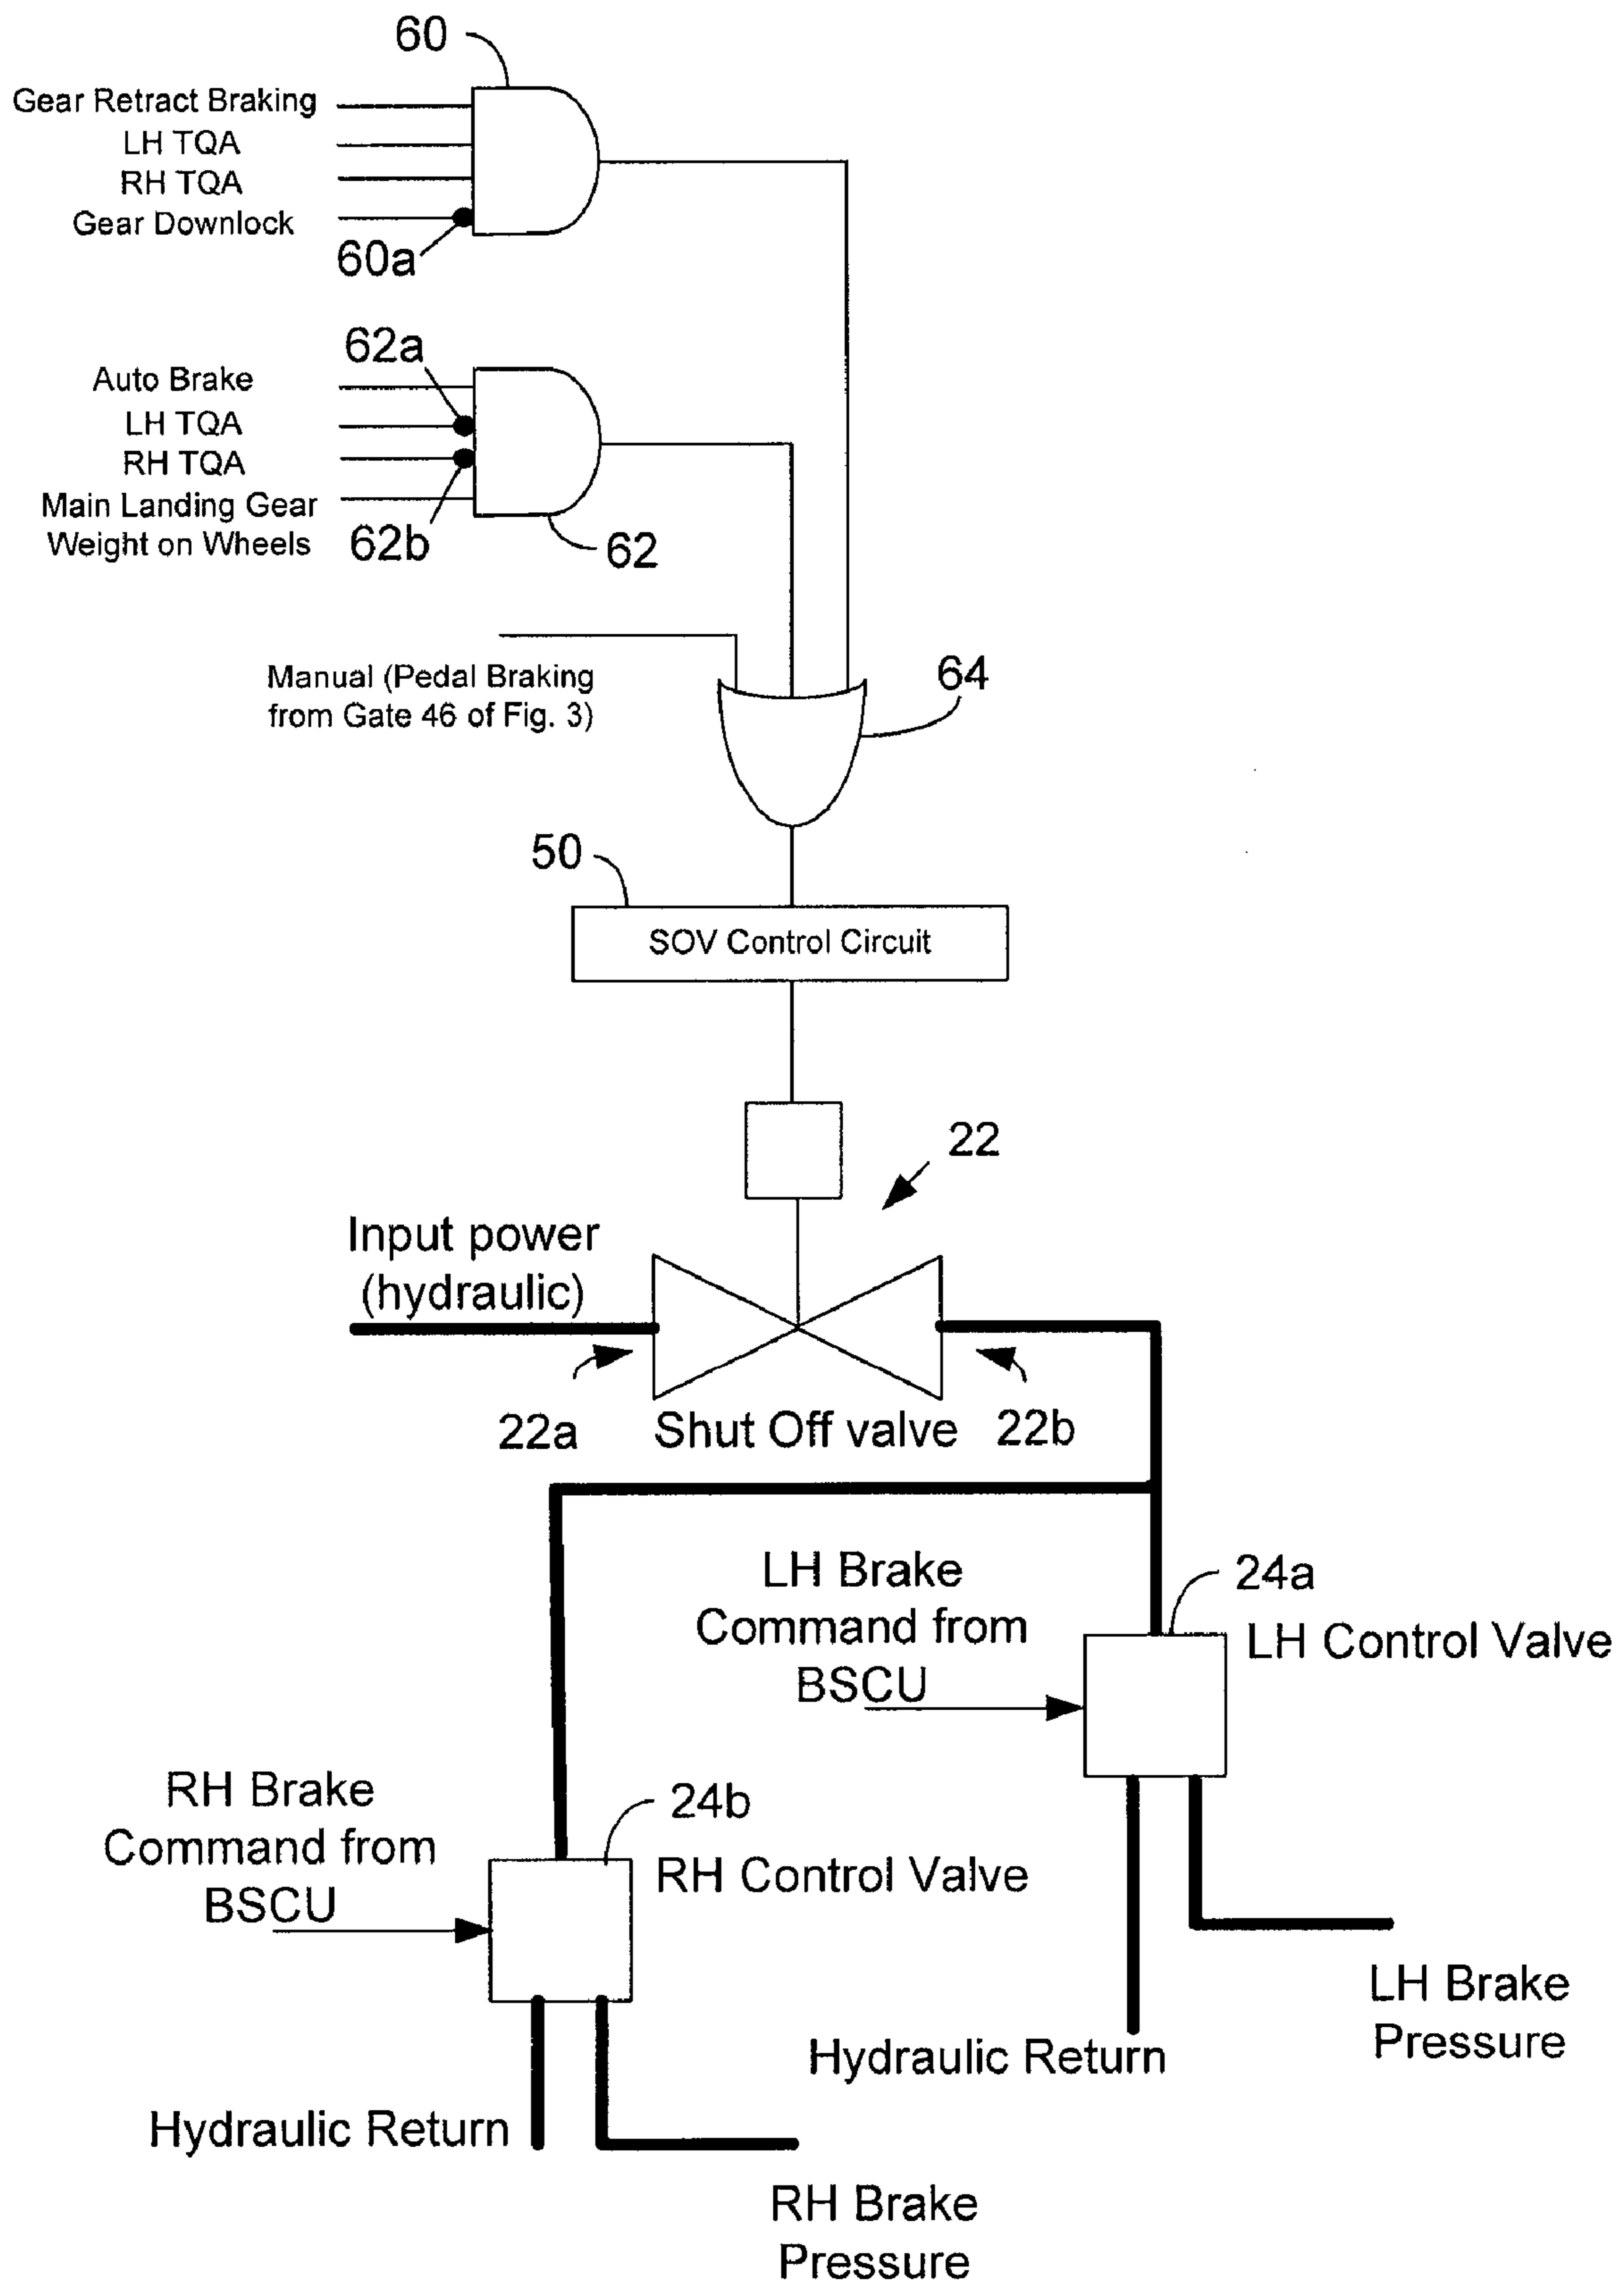 60
Gear Retract Braking
LH TQA
RH TQA
Gear Downlock
60a
62a
Auto Brake
LH TQA
RH TQA
Main Landing Gear
Weight on Wheels
62b
62
Manual (Pedal Braking
from Gate 46 of Fig. 3)
64
50
SOV Control Circuit
22
Input power
(hydraulic)
22a
Shut Off valve
22b
LH Brake
Command from
BSCU
24a
LH Control Valve
RH Brake
Command from
BSCU
24b
RH Control Valve
LH Brake
Pressure
Hydraulic Return
Hydraulic Return
RH Brake
Pressure